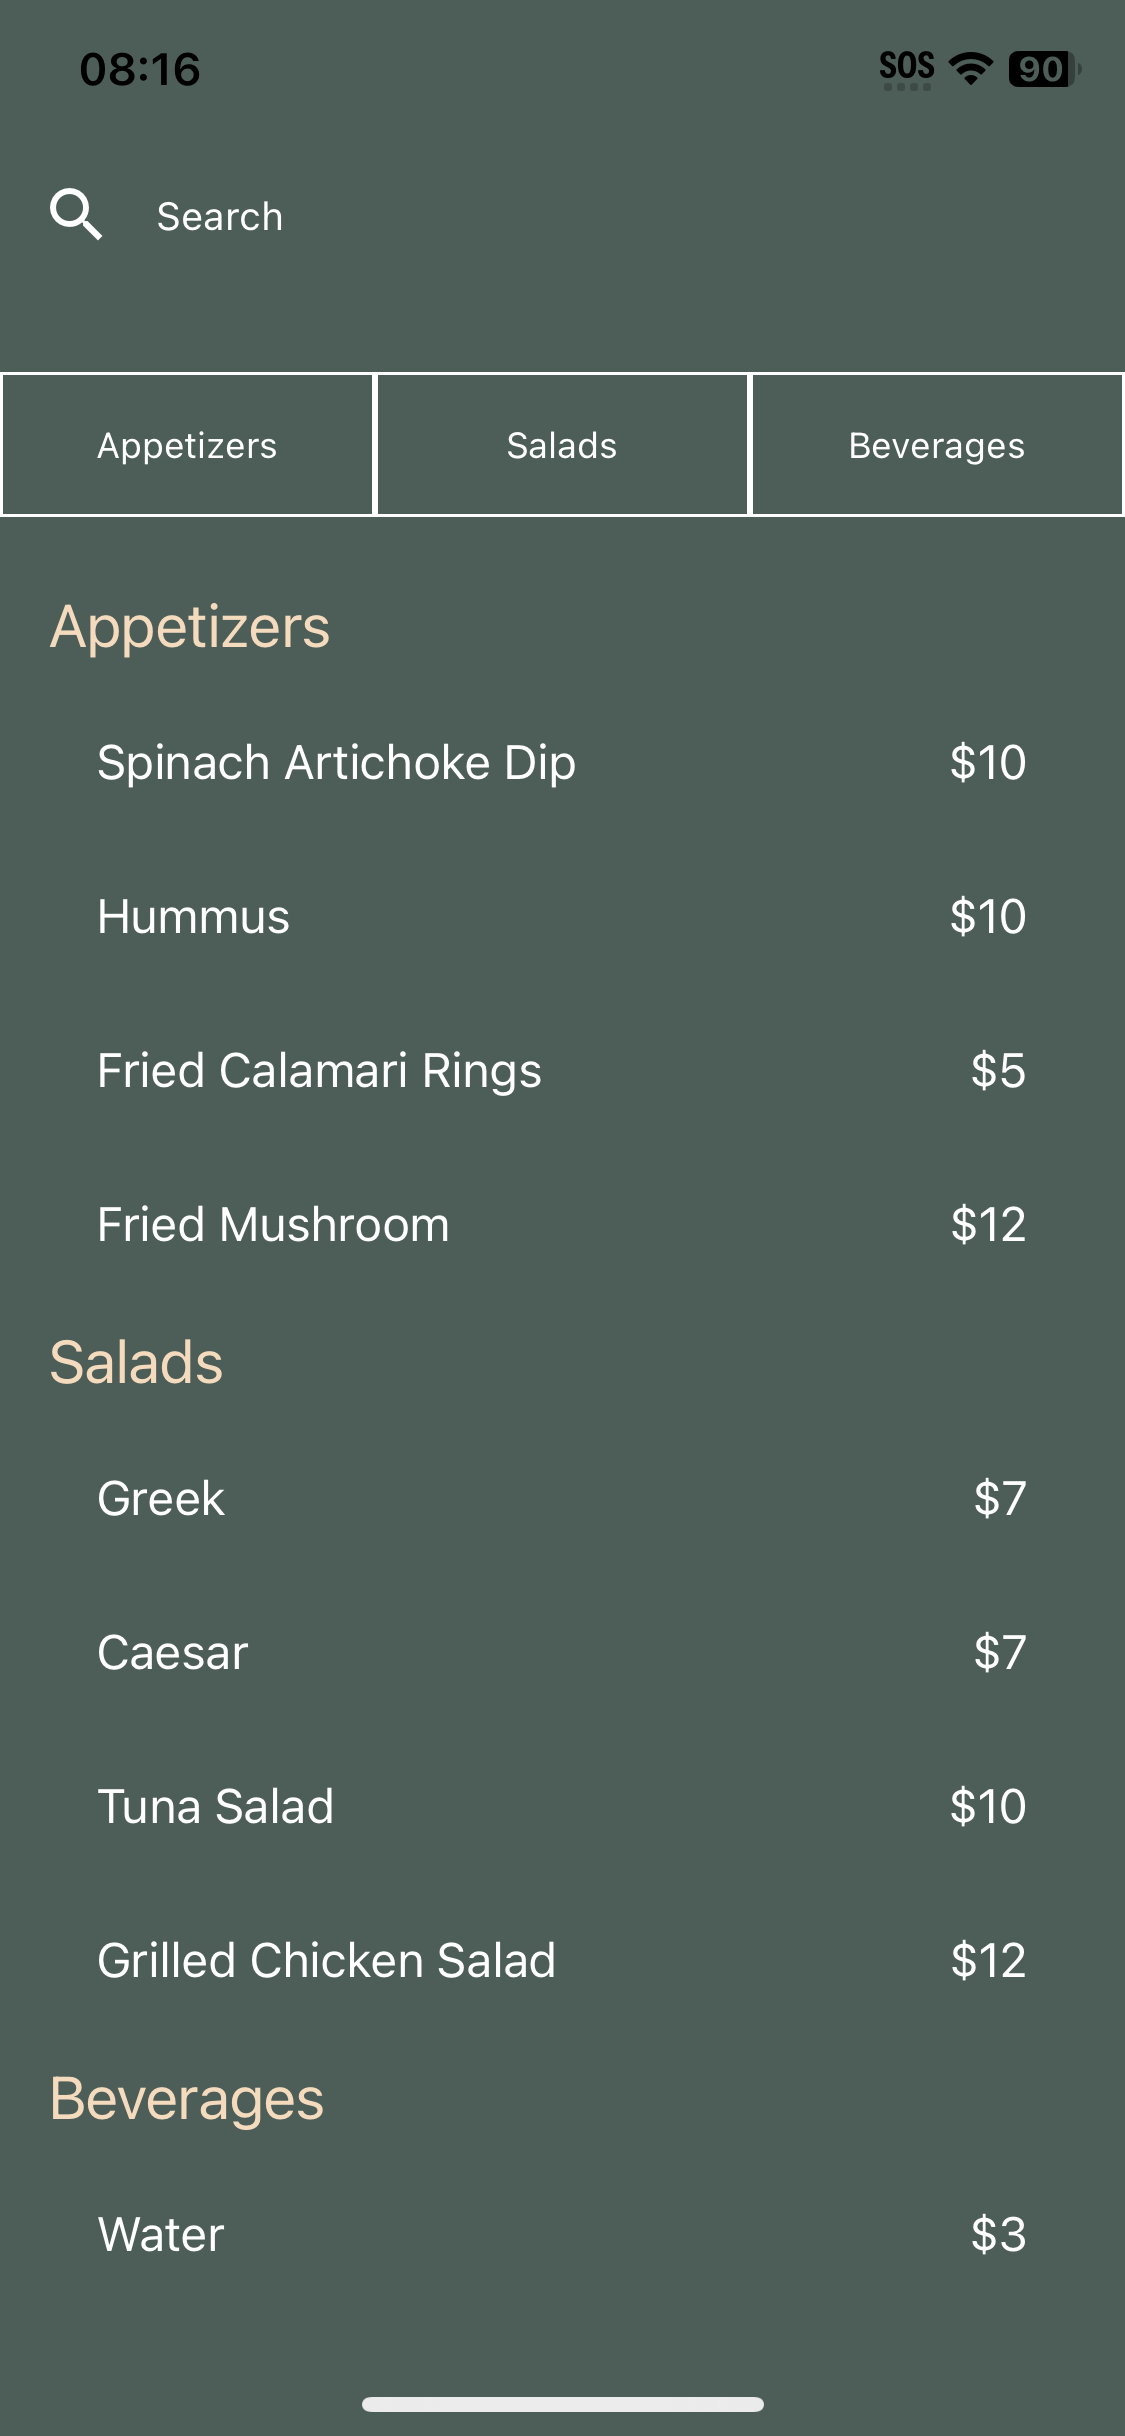 08:16 SOS 90
Search
Appetizers Salads Beverages
Appetizers
Spinach Artichoke Dip $10
Hummus $10
Fried Calamari Rings $5
Fried Mushroom $12
Salads
Greek $7
Caesar $7
Tuna Salad $10
Grilled Chicken Salad $12
Beverages
Water $3